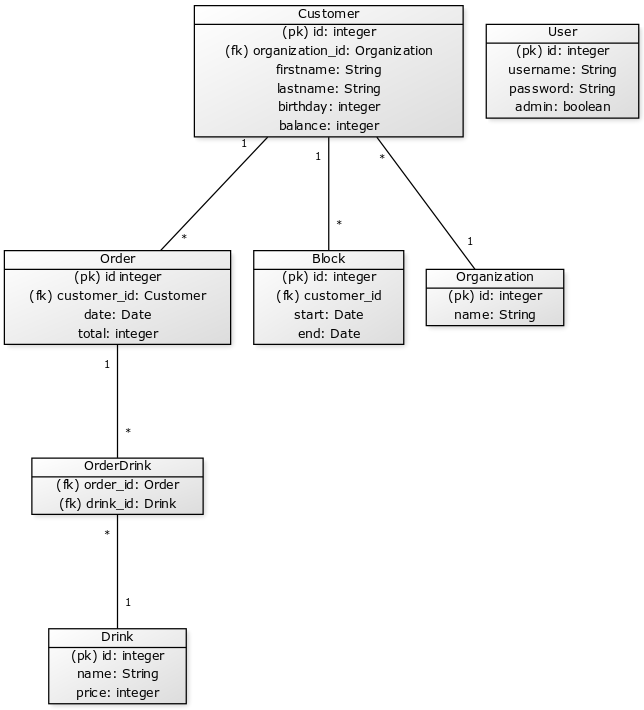 Customer
(pk) id: integer
(fk) organization_id: Organization
firstname: String
lastname: String
birthday: integer
balance: integer
User
(pk) id: integer
username: String
password: String
admin: boolean
1
1
*
*
*
1
Order
(pk) id integer
(fk) customer_id: Customer
date: Date
total: integer
Block
(pk) id: integer
(fk) customer_id
start: Date
end: Date
Organization
(pk) id: integer
name: String
1
*
OrderDrink
(fk) order_id: Order
(fk) drink_id: Drink
*
1
Drink
(pk) id: integer
name: String
price: integer